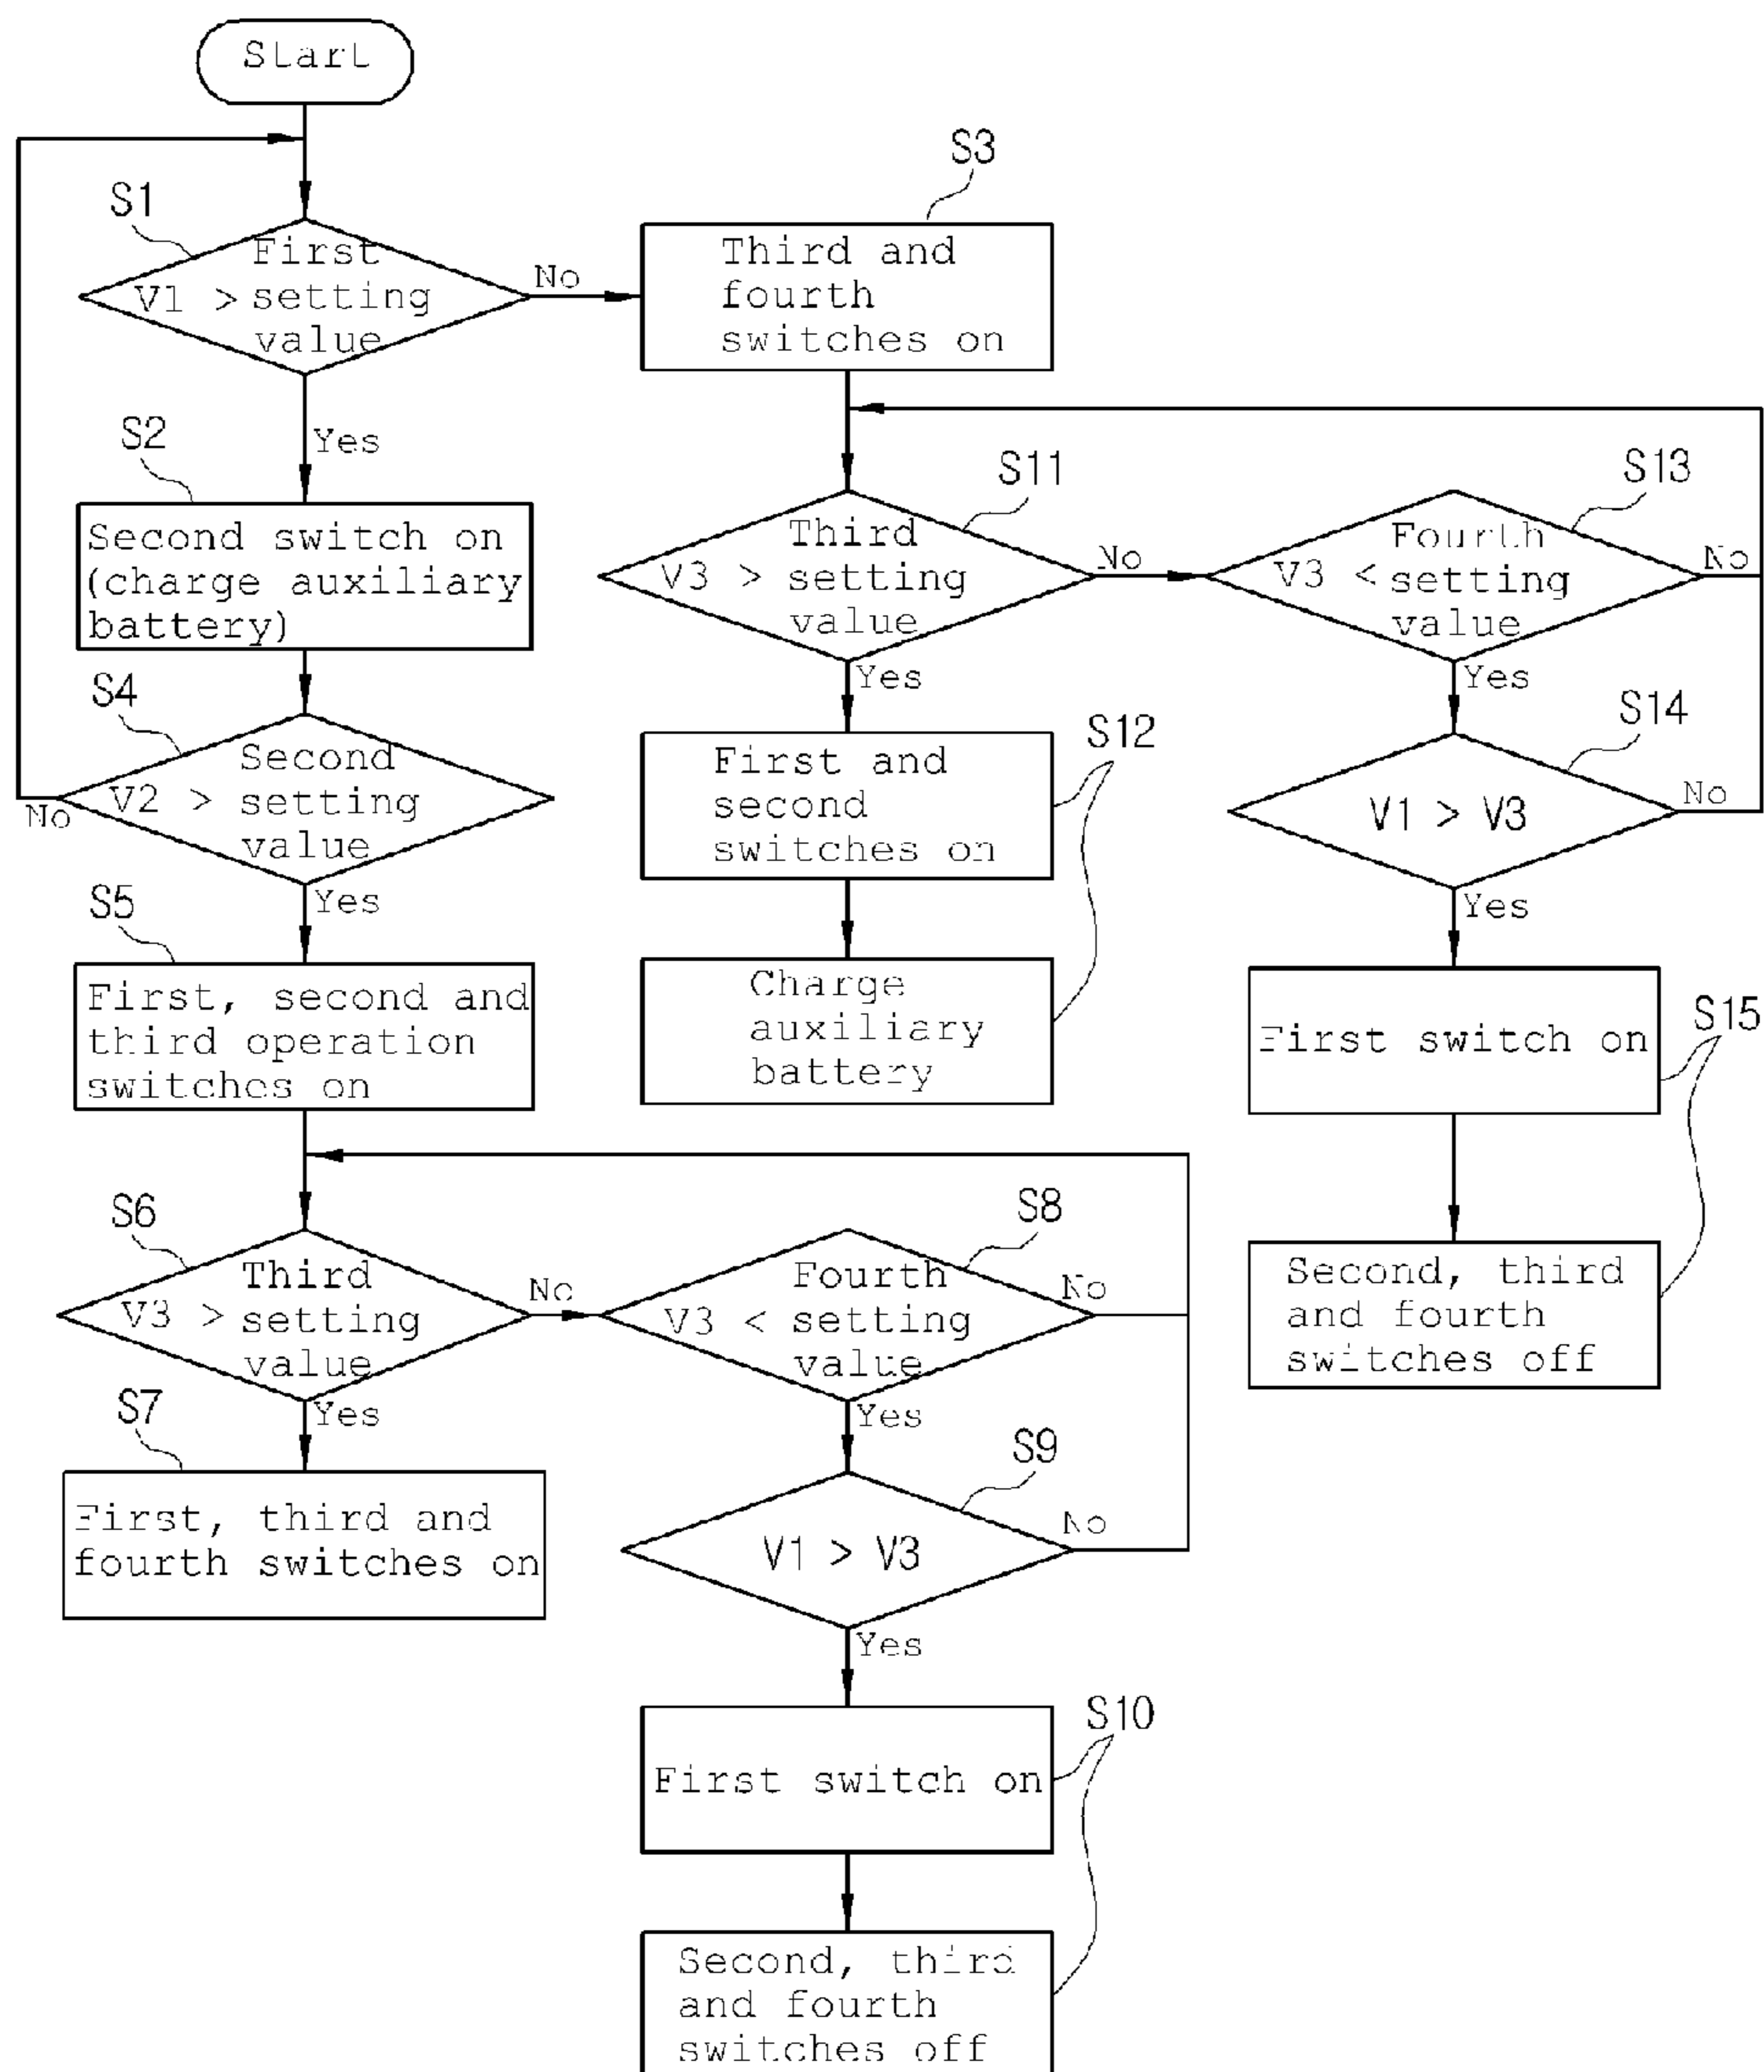 Start
S1
First
V1 > setting
value
No
Yes
S3
Third and
fourth
switches on
S2
Second switch on
(charge auxiliary
battery)
S4
Second
V2 > setting
value
No
Yes
S5
First, second and
third operation
switches on
S11
Third
V3 > setting
value
No
Yes
S13
Fourth
V3 < setting
value
No
Yes
S12
First and
second
switches on
Charge
auxiliary
battery
S14
V1 > V3
No
Yes
S15
First switch on
Second, third
and fourth
switches off
S6
Third
V3 > setting
value
No
Yes
S8
Fourth
V3 < setting
value
No
Yes
S7
First, third and
fourth switches on
S9
V1 > V3
No
Yes
S10
First switch on
Second, third
and fourth
switches off